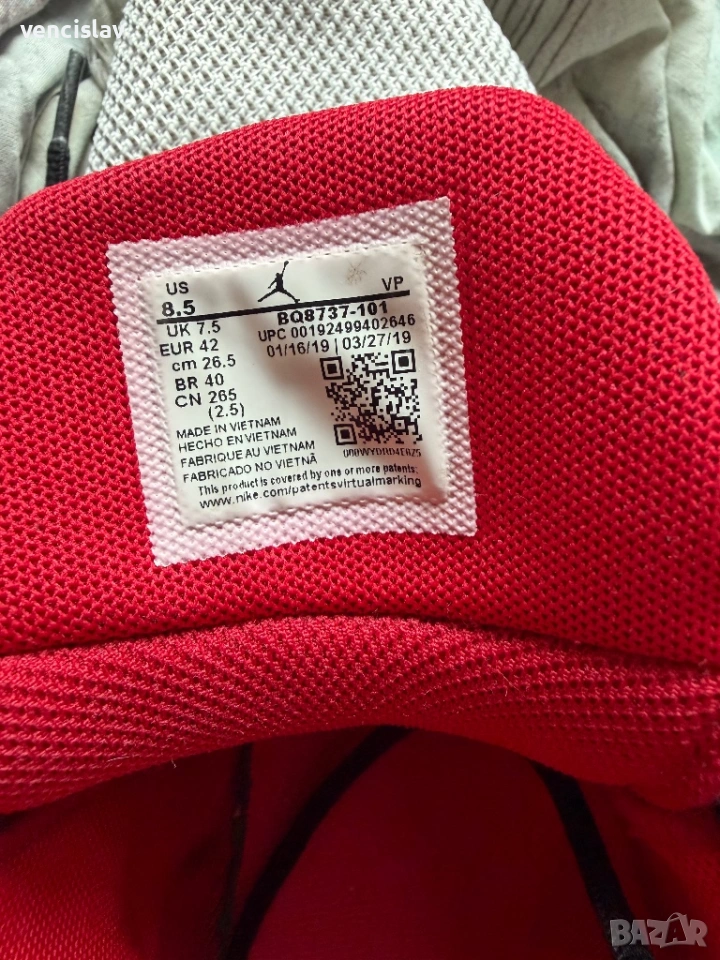 vencislav
US
VP
8.5
BQ8737-101
UK 7.5
UPC 00192499402646
EUR 42
01/16/19 | 03/27/19
cm 26.5
BR 40
CN 265
(2.5)
MADE IN VIETNAM
HECHO EN VIETNAM
FABRIQUE AU VIETNAM
FABRICADO NO VIETNÃ
This product is covered by one or more patents:
www.nike.com/patentsvirtualmarking
BAZAR